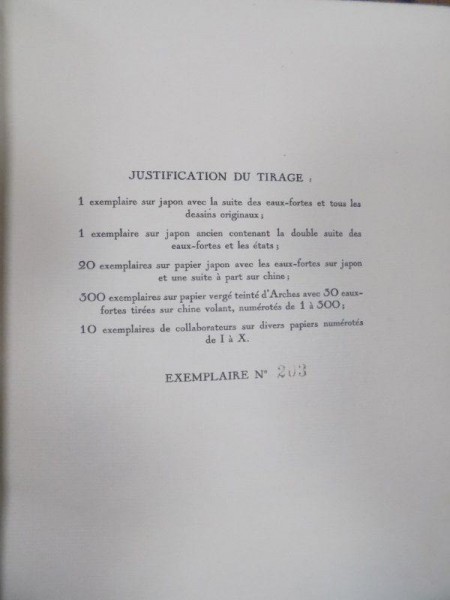 JUSTIFICATION DU TIRAGE :
1 exemplaire sur japon avec la suite des eaux-fortes et tous les
dessins originaux ;
1 exemplaire sur japon ancien contenant la double suite des
eaux-fortes et les états ;
20 exemplaires sur papier japon avec les eaux-fortes sur japon
et une suite à part sur chine ;
300 exemplaires sur papier vergé teinté d'Arches avec 30 eaux-
fortes tirées sur chine volant, numérotés de 1 à 300 ;
10 exemplaires de collaborateurs sur divers papiers numérotés
de I à X.
EXEMPLAIRE N° 203